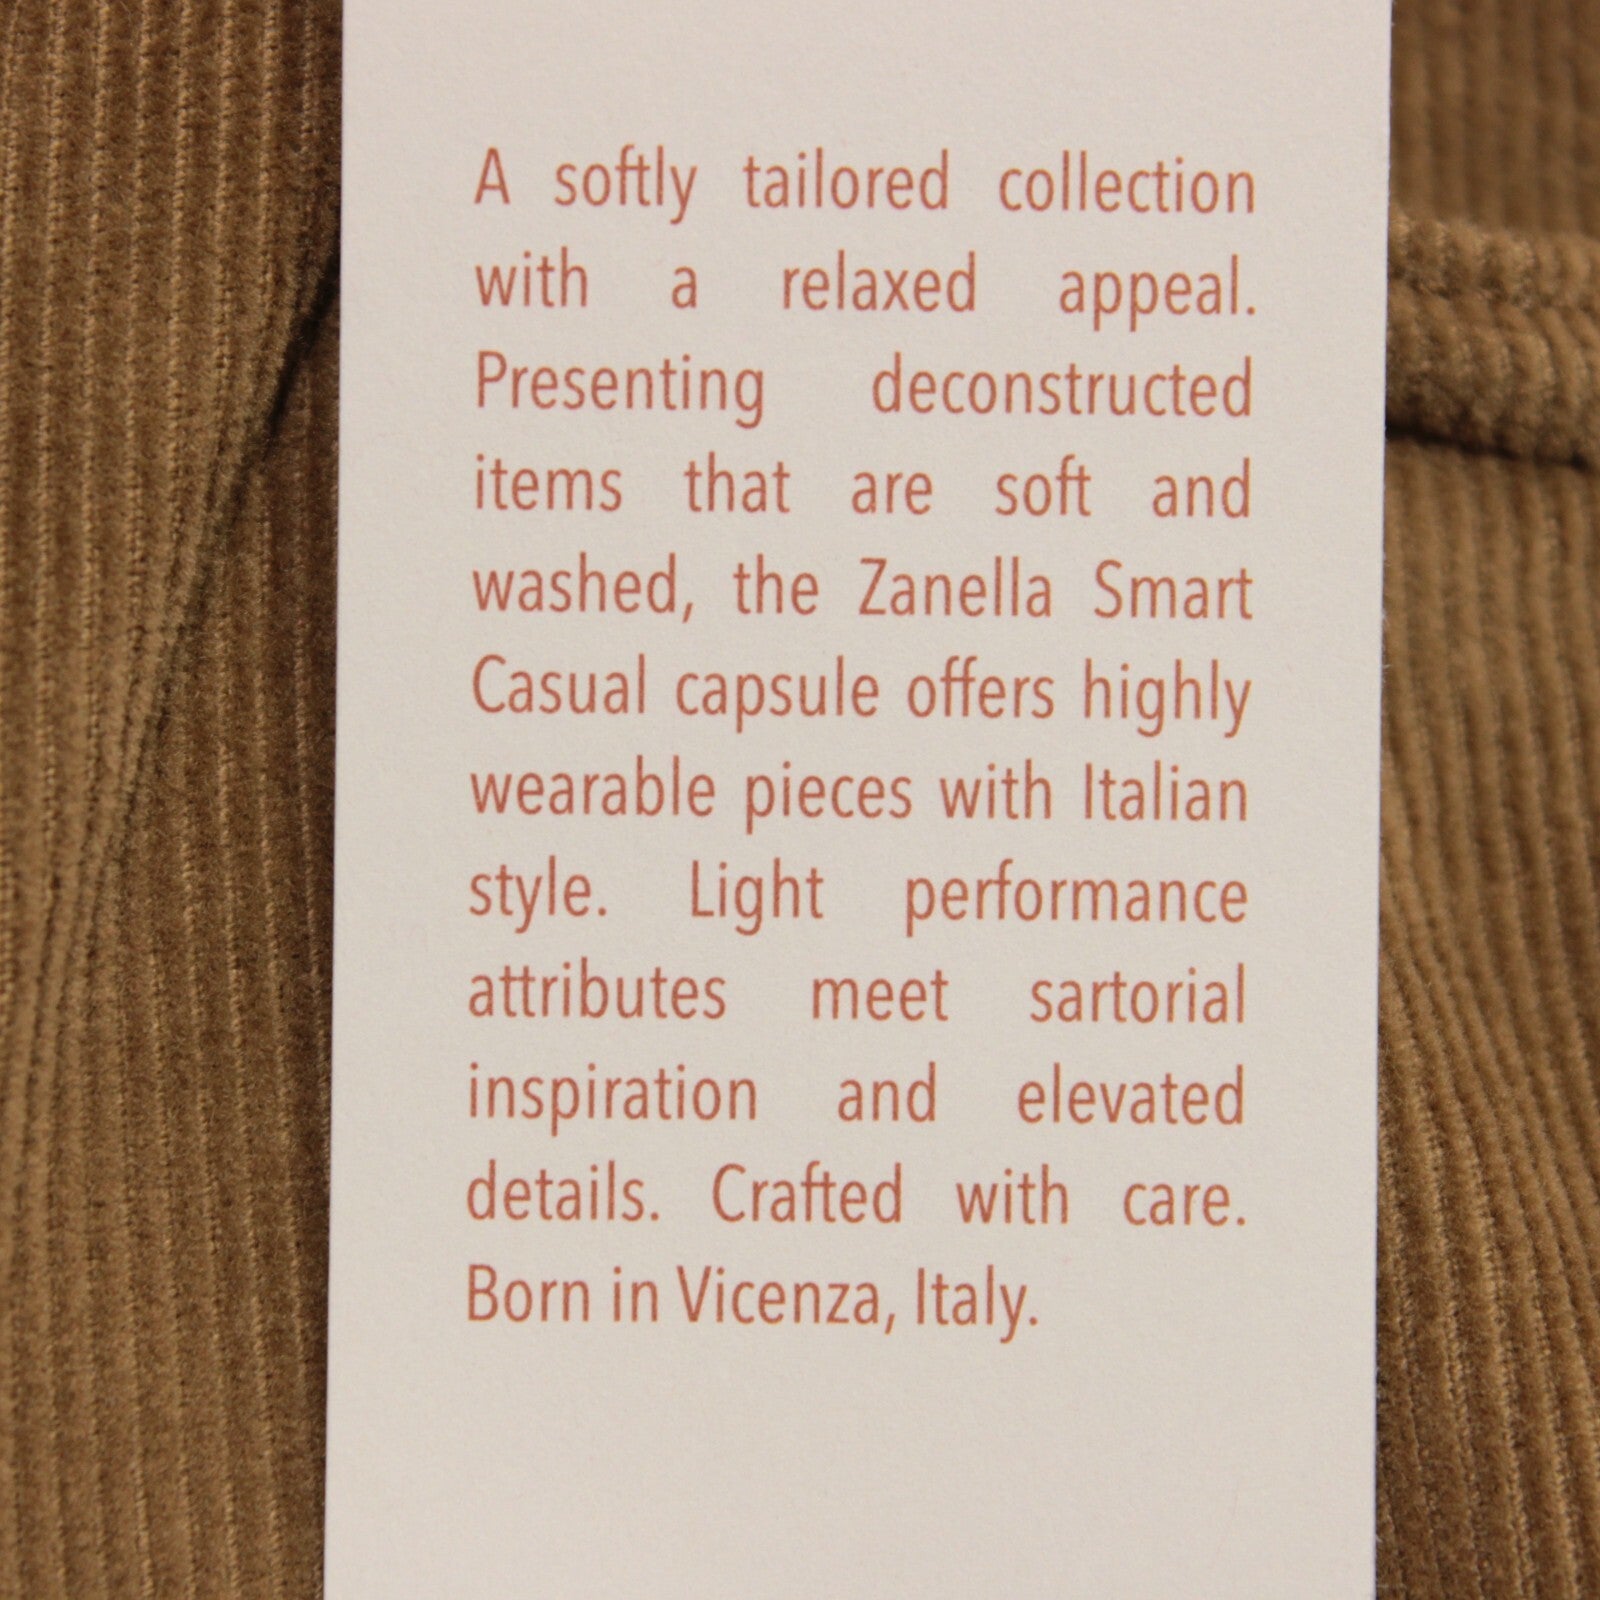 A softly tailored collection
with a relaxed appeal.
Presenting deconstructed
items that are soft and
washed, the Zanella Smart
Casual capsule offers highly
wearable pieces with Italian
style. Light performance
attributes meet sartorial
inspiration and elevated
details. Crafted with care.
Born in Vicenza, Italy.